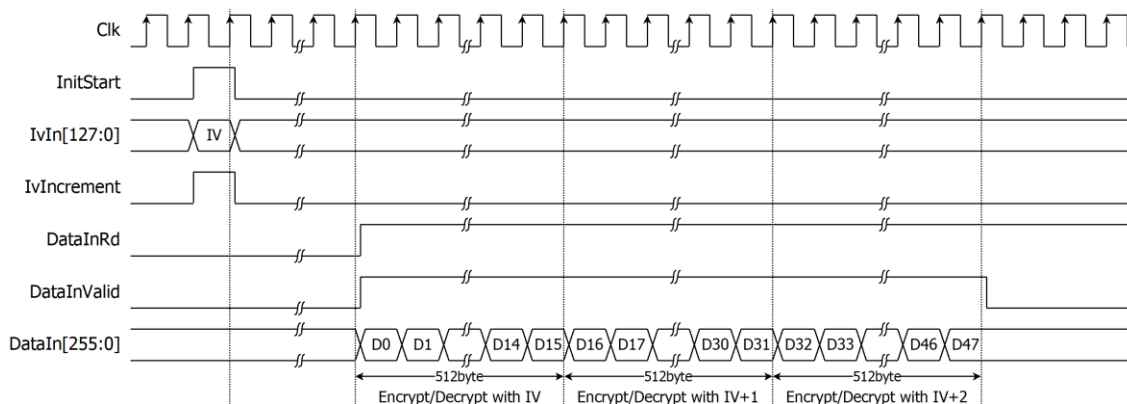 Clk
InitStart
IvIn[127:0] IV
IvIncrement
DataInRd
DataInValid
DataIn[255:0] D0 D1 D14 D15 D16 D17 D30 D31 D32 D33 D46 D47
512byte 512byte 512byte
Encrypt/Decrypt with IV Encrypt/Decrypt with IV+1 Encrypt/Decrypt with IV+2